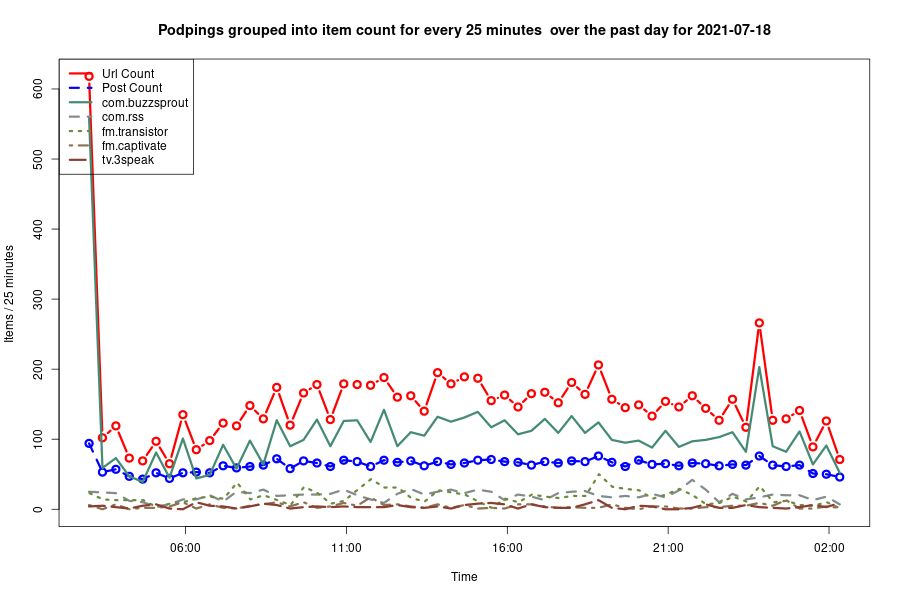 Podpings grouped into item count for every 25 minutes  over the past day for 2021-07-18
Url Count
Post Count
com.buzzsprout
com.rss
fm.transistor
fm.captivate
tv.3speak
Items / 25 minutes
600
500
400
300
200
100
0
06:00 11:00 16:00 21:00 02:00
Time